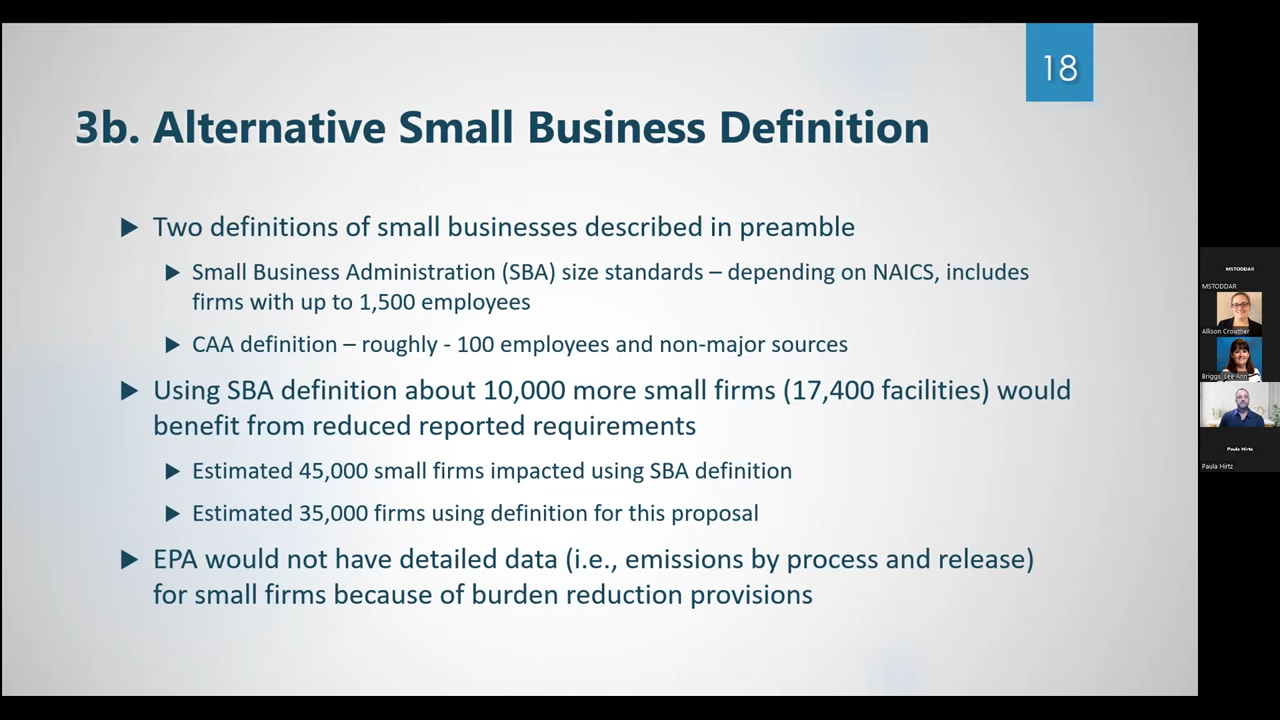 18
3b. Alternative Small Business Definition
Two definitions of small businesses described in preamble
Small Business Administration (SBA) size standards – depending on NAICS, includes
firms with up to 1,500 employees
CAA definition – roughly - 100 employees and non-major sources
Using SBA definition about 10,000 more small firms (17,400 facilities) would
benefit from reduced reported requirements
Estimated 45,000 small firms impacted using SBA definition
Estimated 35,000 firms using definition for this proposal
EPA would not have detailed data (i.e., emissions by process and release)
for small firms because of burden reduction provisions
MSTODDAR
MSTODDAR
Allison Crowther
Briggs, Lee Ann
Paula Hirtz
Paula Hirtz